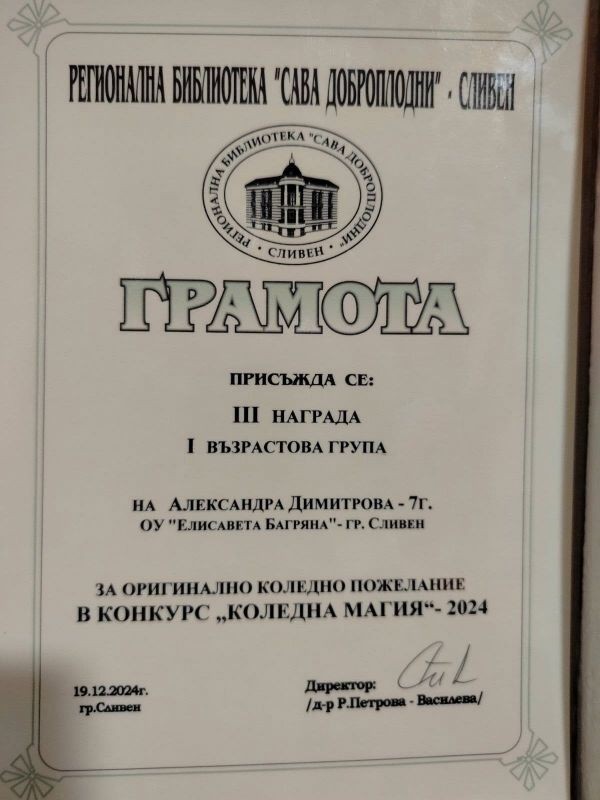 РЕГИОНАЛНА БИБЛИОТЕКА "САВА ДОБРОПЛОДНИ" - СЛИВЕН
РЕГИОНАЛНА БИБЛИОТЕКА "САВА ДОБРОПЛОДНИ"
• СЛИВЕН •
ГРАМОТА
ПРИСЪЖДА СЕ:
III НАГРАДА
I ВЪЗРАСТОВА ГРУПА
НА АЛЕКСАНДРА ДИМИТРОВА - 7г.
ОУ "ЕЛИСАВЕТА БАГРЯНА"- ГР. СЛИВЕН
ЗА ОРИГИНАЛНО КОЛЕДНО ПОЖЕЛАНИЕ
В КОНКУРС „КОЛЕДНА МАГИЯ“- 2024
19.12.2024г.
гр.Сливен
Директор:
/д-р Р.Петрова - Василева/